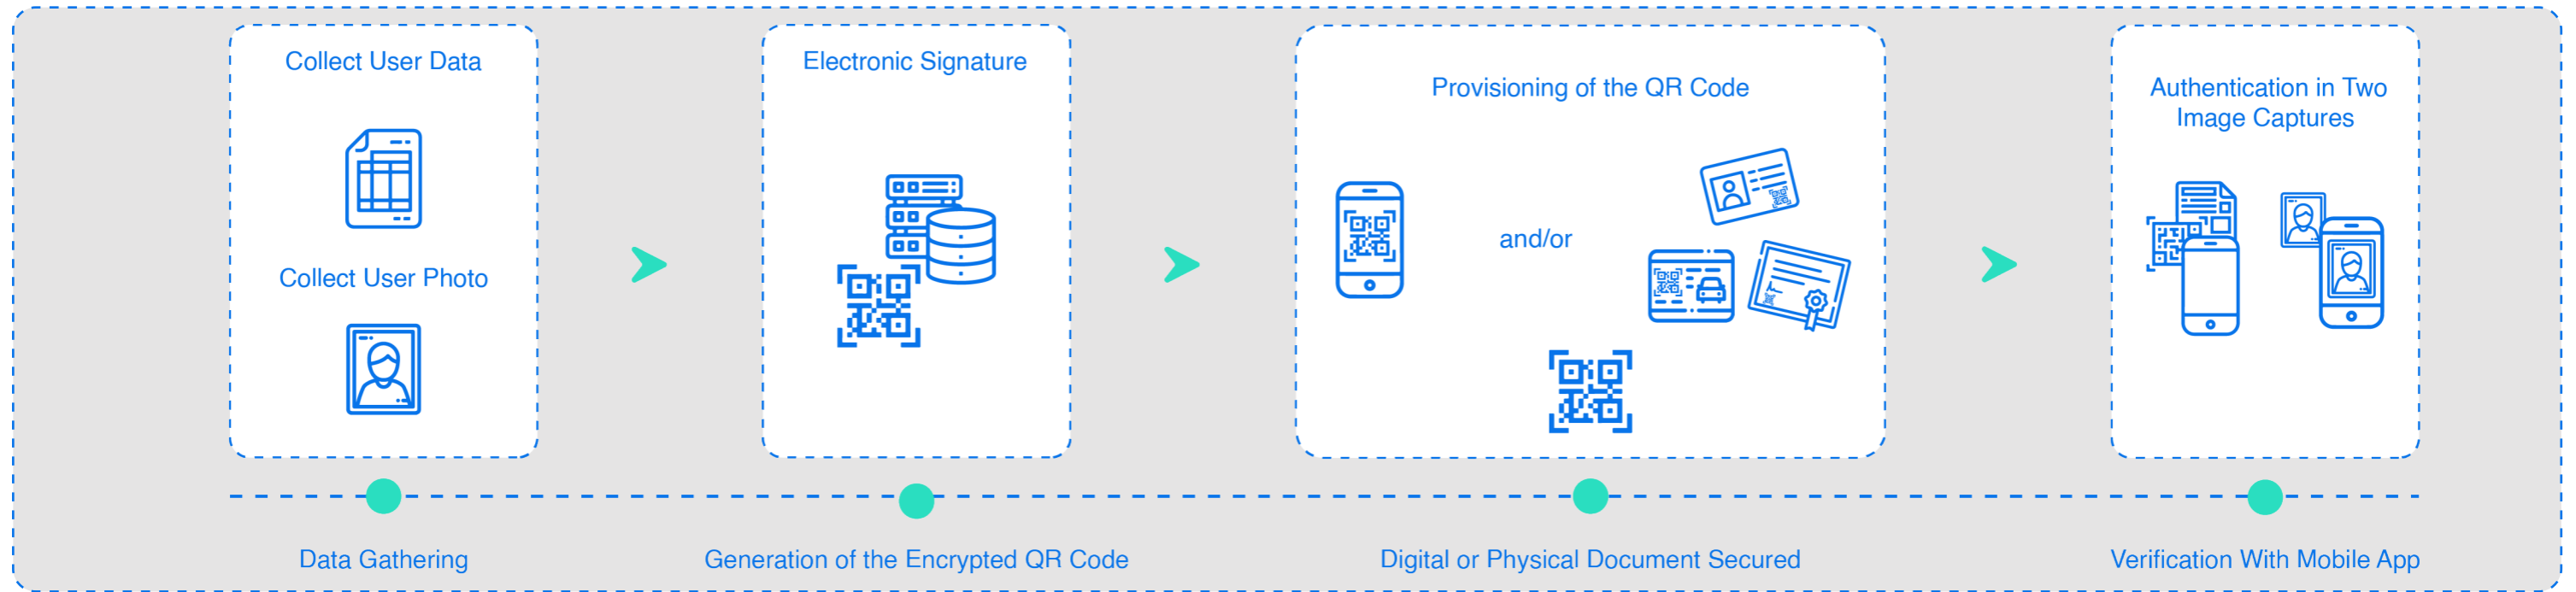 Collect User Data
Collect User Photo
Electronic Signature
Provisioning of the QR Code
and/or
Authentication in Two
Image Captures
Data Gathering
Generation of the Encrypted QR Code
Digital or Physical Document Secured
Verification With Mobile App